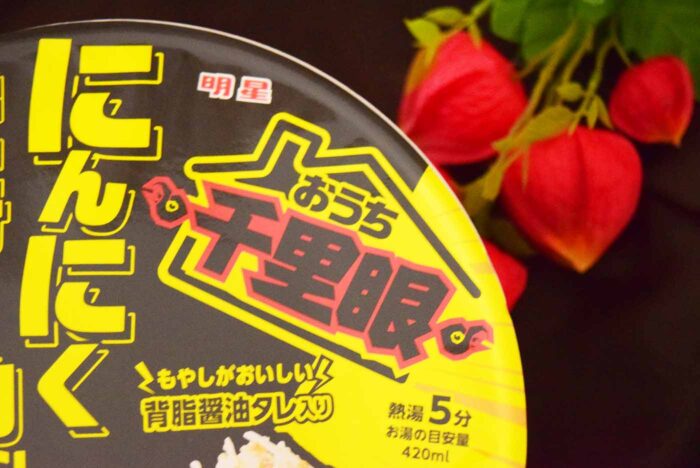 にんにく
明星
おうち
千里眼
もやしがおいしい
背脂醤油タレ入り
熱湯5分
お湯の目安量
420ml